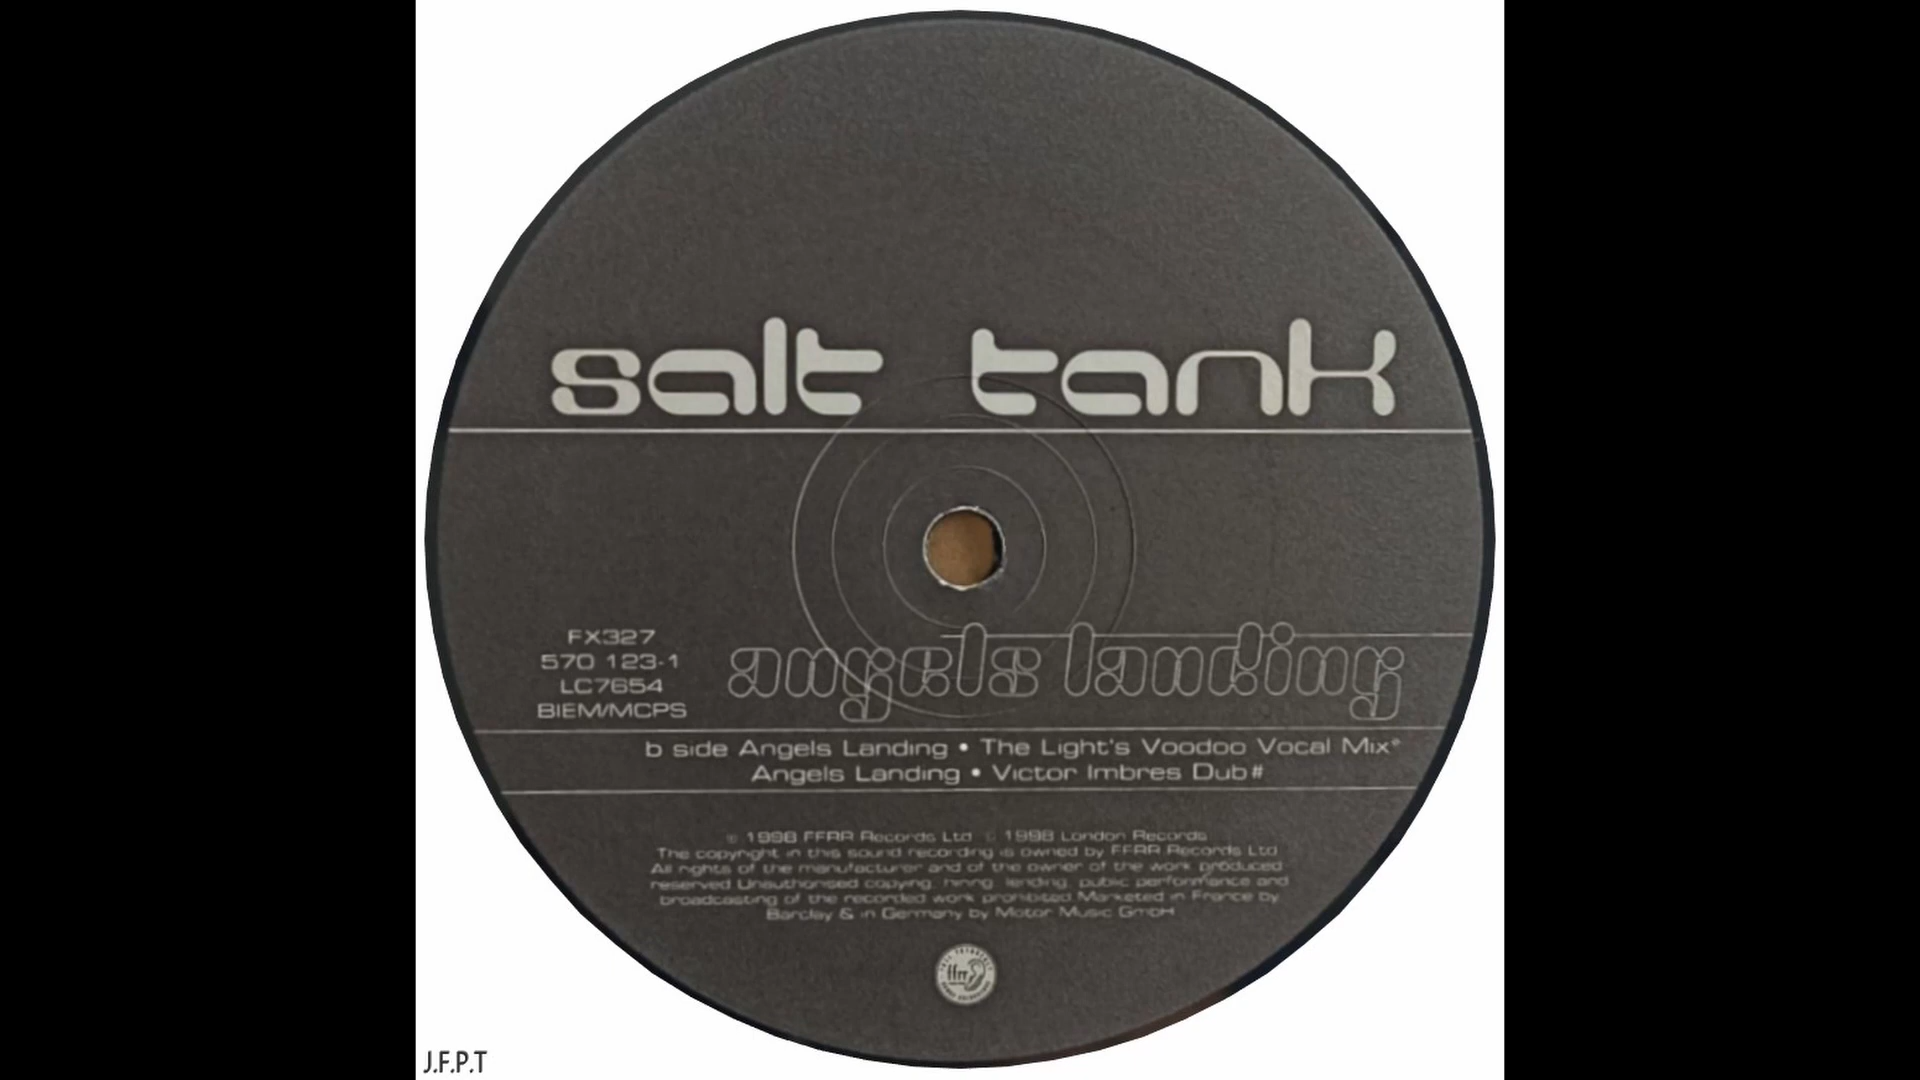 salt tank
FX327
570 123-1
LC7654
BIEM/MCPS
angels landing
b side Angels Landing • The Light's Voodoo Vocal Mix*
Angels Landing • Victor Imbres Dub#
℗ 1998 FFRR Records Ltd © 1998 London Records
The copyright in this sound recording is owned by FFRR Records Ltd
All rights of the manufacturer and of the owner of the work produced
reserved Unauthorised copying, hiring, lending, public performance and
broadcasting of the recorded work prohibited Marketed in France by
Barclay & in Germany by Motor Music GmbH
ffrr
J.F.P.T